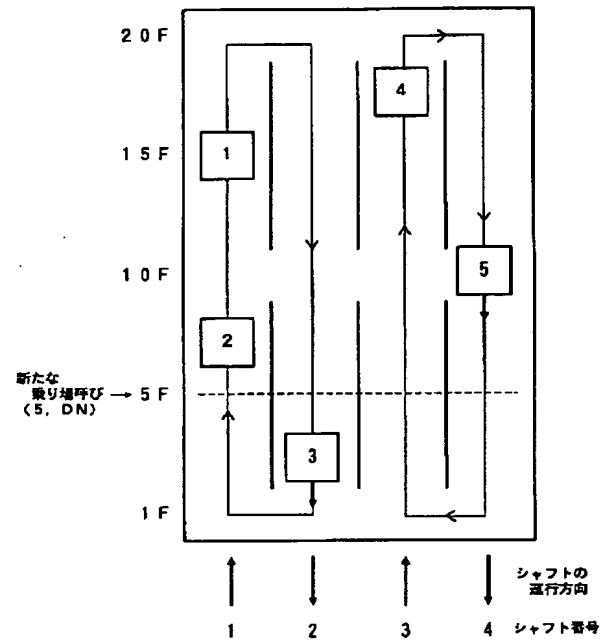 20F
15F
10F
5F
1F
新たな
乗り場呼び →
(5, DN)
1
2
3
4
5
シャフトの
運行方向
1 2 3 4 シャフト番号